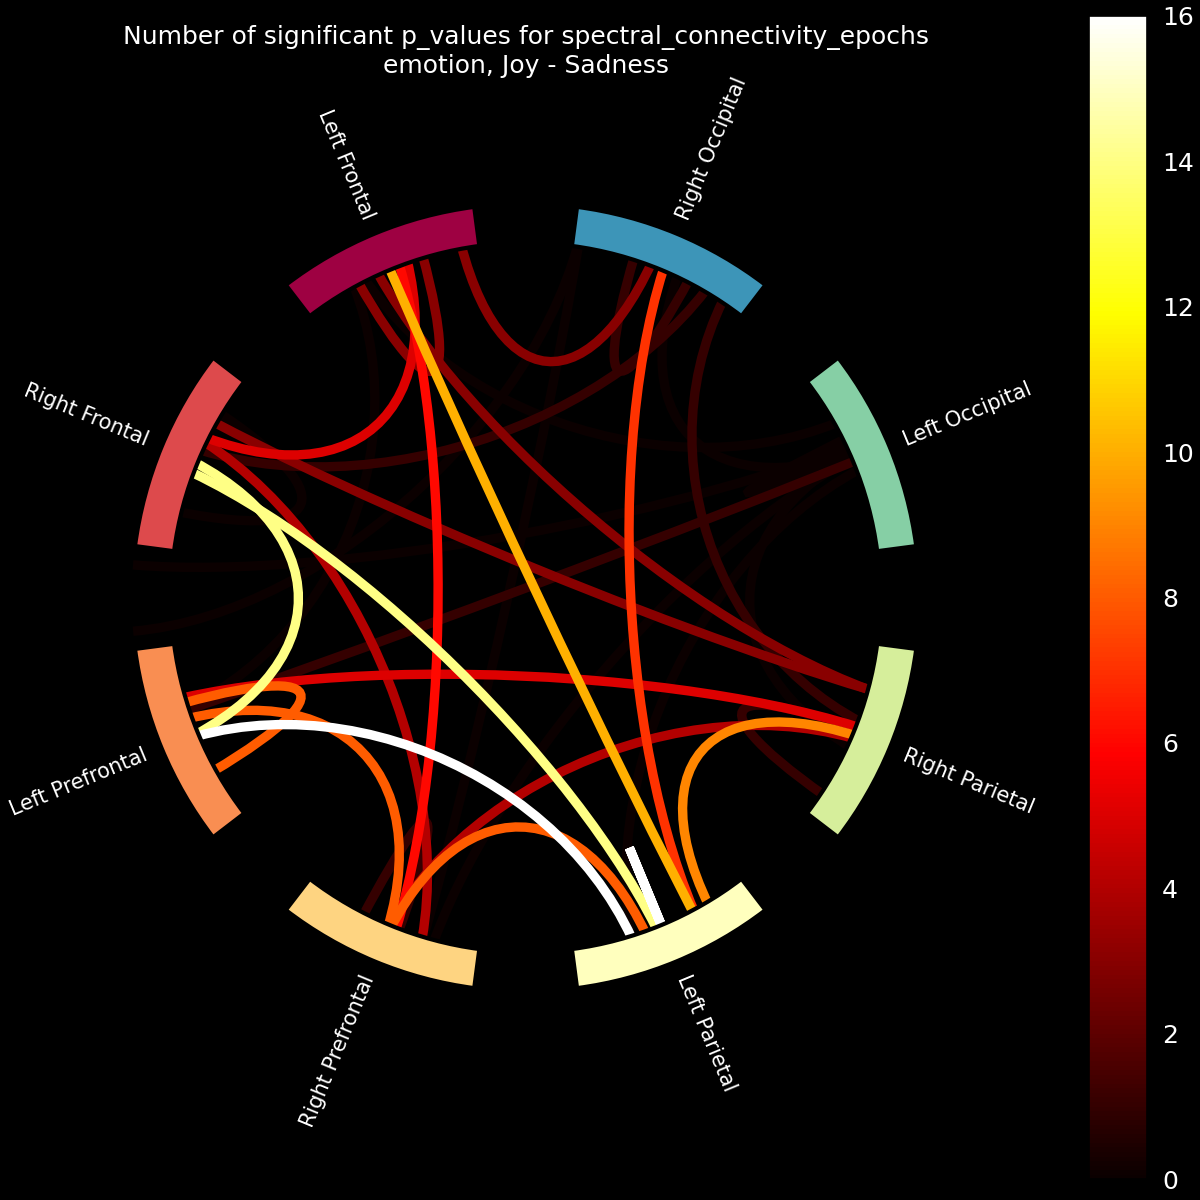 Number of significant p_values for spectral_connectivity_epochs
emotion, Joy - Sadness
Left Frontal
Right Occipital
Right Frontal
Left Occipital
Left Prefrontal
Right Parietal
Right Prefrontal
Left Parietal
16
14
12
10
8
6
4
2
0